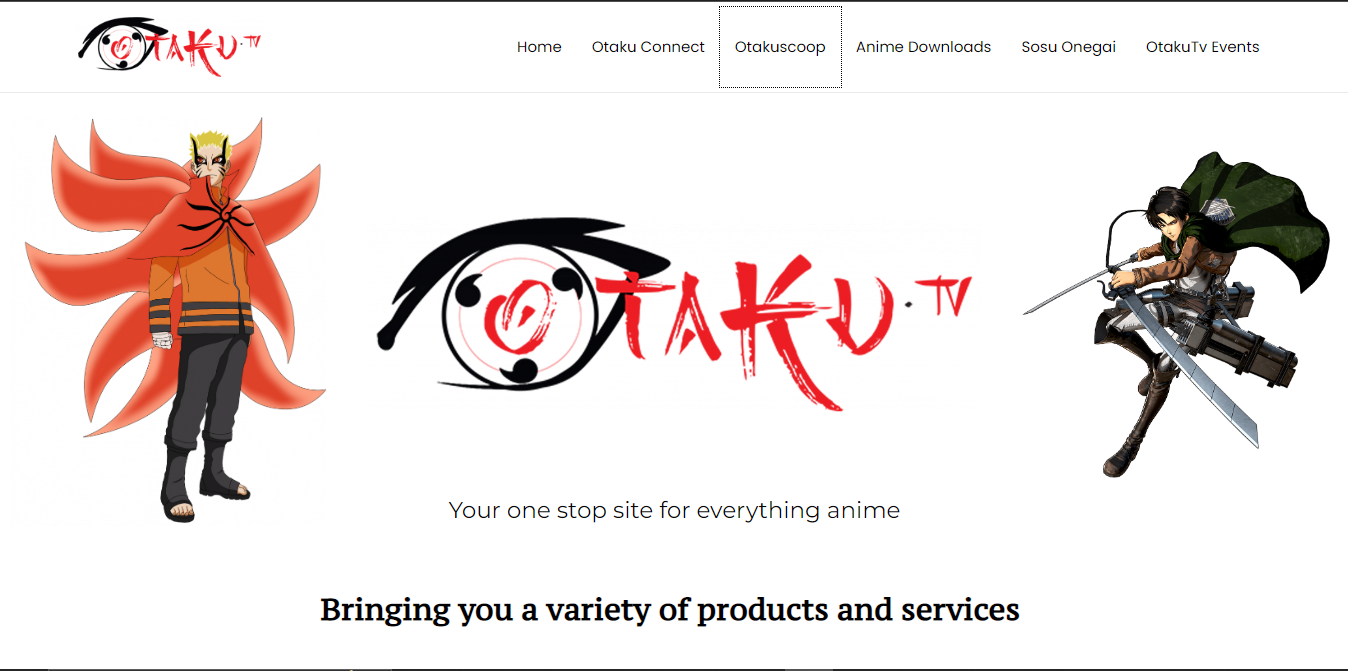 OTAKU.TV
Home Otaku Connect Otakuscoop Anime Downloads Sosu Onegai OtakuTv Events
OTAKU.TV
Your one stop site for everything anime
Bringing you a variety of products and services